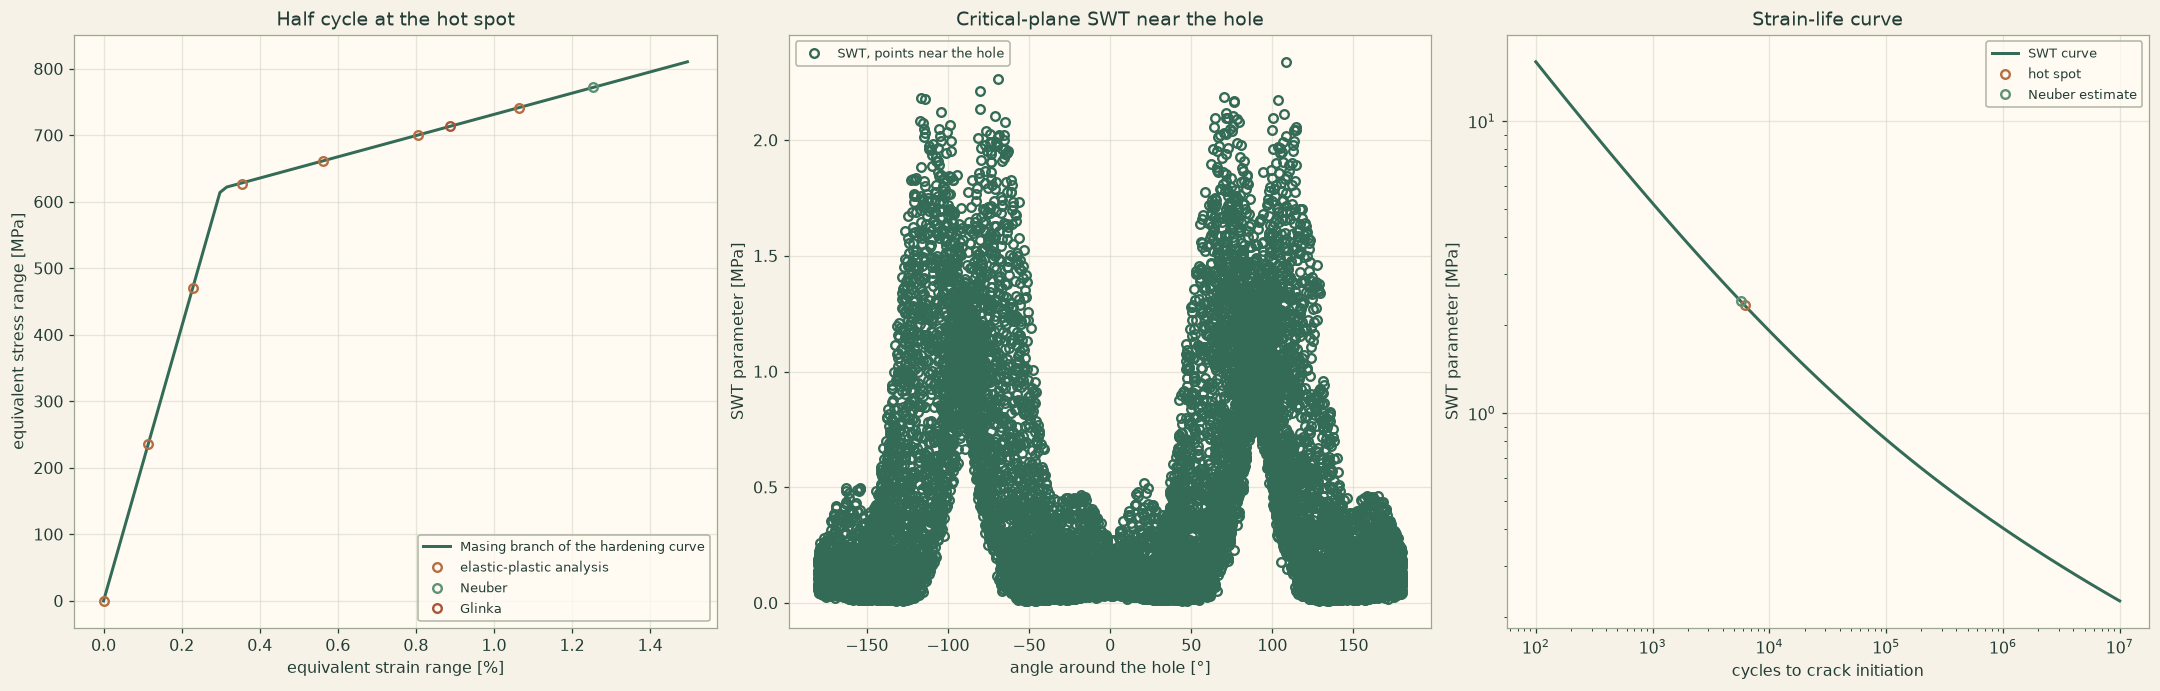 Half cycle at the hot spot
equivalent stress range [MPa]
800
700
600
500
400
300
200
100
0
0.0 0.2 0.4 0.6 0.8 1.0 1.2 1.4
equivalent strain range [%]
Masing branch of the hardening curve
elastic-plastic analysis
Neuber
Glinka
Critical-plane SWT near the hole
SWT parameter [MPa]
2.0
1.5
1.0
0.5
0.0
−150 −100 −50 0 50 100 150
angle around the hole [°]
SWT, points near the hole
Strain-life curve
SWT parameter [MPa]
10¹
10⁰
10² 10³ 10⁴ 10⁵ 10⁶ 10⁷
cycles to crack initiation
SWT curve
hot spot
Neuber estimate